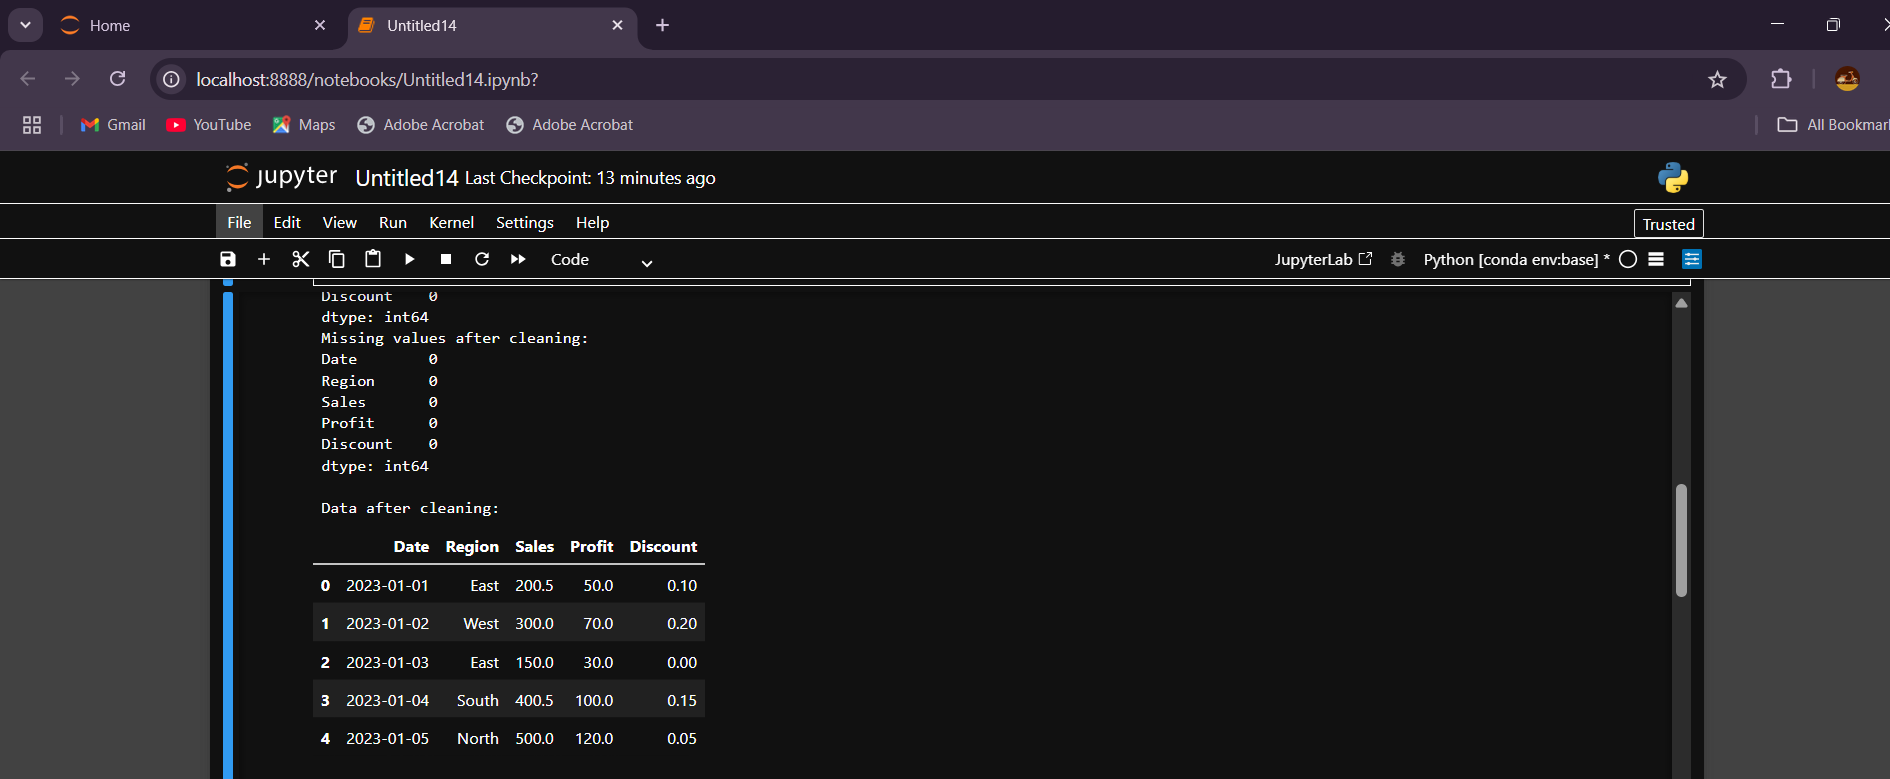 Home
Untitled14
localhost:8888/notebooks/Untitled14.ipynb?
Gmail YouTube Maps Adobe Acrobat Adobe Acrobat All Bookmar
jupyter Untitled14 Last Checkpoint: 13 minutes ago
File Edit View Run Kernel Settings Help Trusted
Code JupyterLab Python [conda env:base] *
Discount 0
dtype: int64
Missing values after cleaning:
Date 0
Region 0
Sales 0
Profit 0
Discount 0
dtype: int64
Data after cleaning:
Date Region Sales Profit Discount
0 2023-01-01 East 200.5 50.0 0.10
1 2023-01-02 West 300.0 70.0 0.20
2 2023-01-03 East 150.0 30.0 0.00
3 2023-01-04 South 400.5 100.0 0.15
4 2023-01-05 North 500.0 120.0 0.05